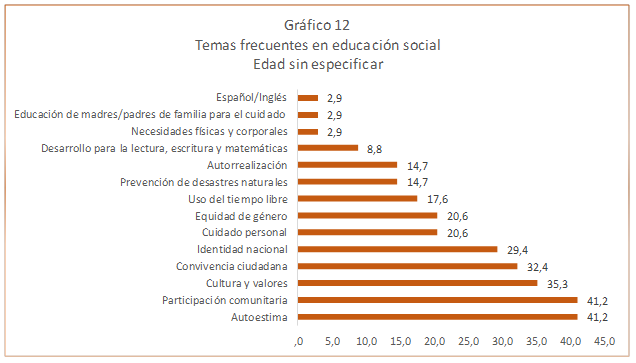 Gráfico 12
Temas frecuentes en educación social
Edad sin especificar
Español/Inglés 2,9
Educación de madres/padres de familia para el cuidado 2,9
Necesidades físicas y corporales 2,9
Desarrollo para la lectura, escritura y matemáticas 8,8
Autorrealización 14,7
Prevención de desastres naturales 14,7
Uso del tiempo libre 17,6
Equidad de género 20,6
Cuidado personal 20,6
Identidad nacional 29,4
Convivencia ciudadana 32,4
Cultura y valores 35,3
Participación comunitaria 41,2
Autoestima 41,2
,0 5,0 10,0 15,0 20,0 25,0 30,0 35,0 40,0 45,0